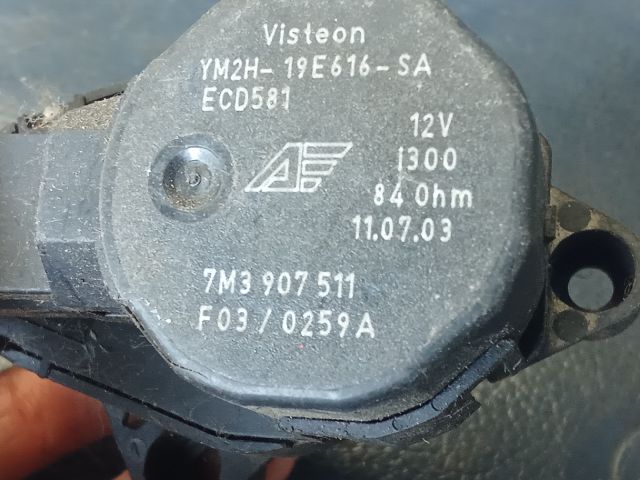 Visteon
YM2H-19E616-SA
ECD581
12V
1300
84 Ohm
11.07.03
7M3 907 511
F03/0259A